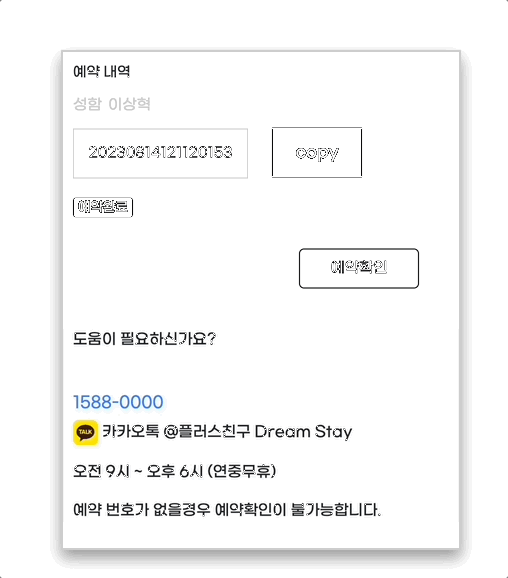 예약 내역
성함 이상혁
20230614121120153 copy
예약완료
예약확인
도움이 필요하신가요?
1588-0000
TALK 카카오톡 @플러스친구 Dream Stay
오전 9시 ~ 오후 6시 (연중무휴)
예약 번호가 없을경우 예약확인이 불가능합니다.